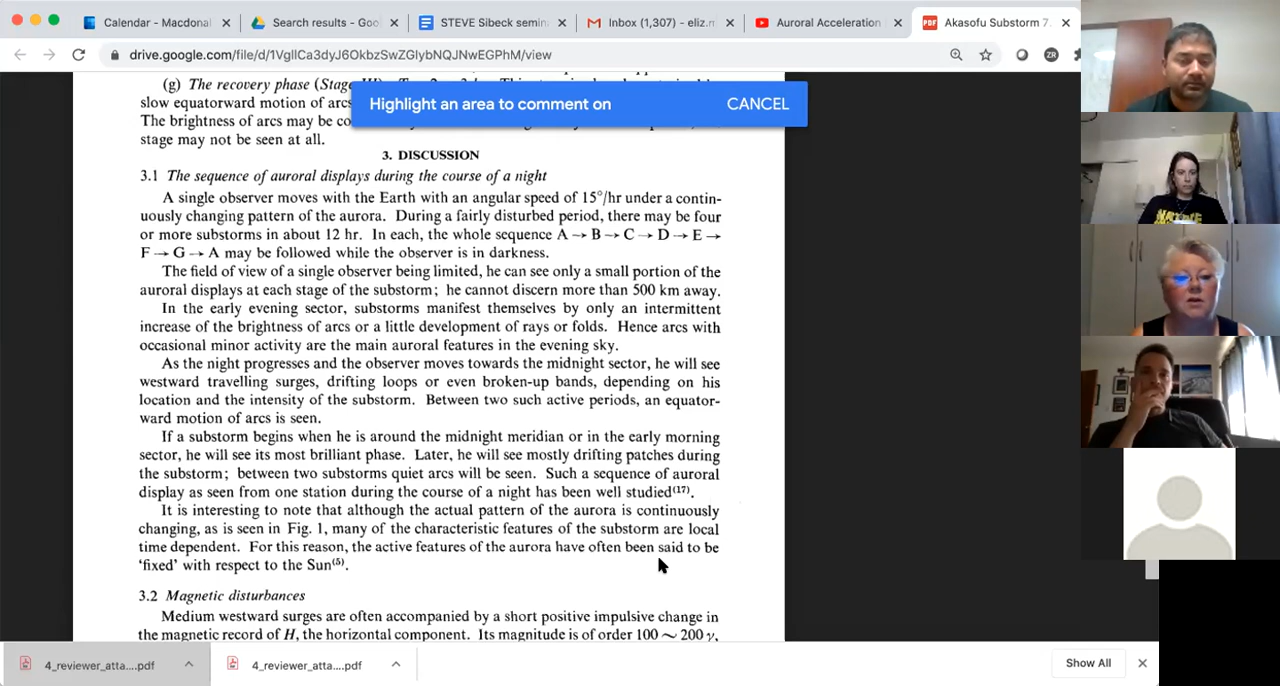 Calendar - Macdonal
Search results - Goo
STEVE Sibeck semin
Inbox (1,307) - eliz.m
Auroral Acceleration
PDF
Akasofu Substorm 7.
drive.google.com/file/d/1VgllCa3dyJ6OkbzSwZGlybNQJNwEGPhM/view
ZR
(g) The recovery phase (Stage
slow equatorward motion of arcs
The brightness of arcs may be co
stage may not be seen at all.
Highlight an area to comment on
CANCEL
3. DISCUSSION
3.1 The sequence of auroral displays during the course of a night
A single observer moves with the Earth with an angular speed of 15°/hr under a contin-
uously changing pattern of the aurora. During a fairly disturbed period, there may be four
or more substorms in about 12 hr. In each, the whole sequence A → B → C → D → E →
F → G → A may be followed while the observer is in darkness.
The field of view of a single observer being limited, he can see only a small portion of the
auroral displays at each stage of the substorm; he cannot discern more than 500 km away.
In the early evening sector, substorms manifest themselves by only an intermittent
increase of the brightness of arcs or a little development of rays or folds. Hence arcs with
occasional minor activity are the main auroral features in the evening sky.
As the night progresses and the observer moves towards the midnight sector, he will see
westward travelling surges, drifting loops or even broken-up bands, depending on his
location and the intensity of the substorm. Between two such active periods, an equator-
ward motion of arcs is seen.
If a substorm begins when he is around the midnight meridian or in the early morning
sector, he will see its most brilliant phase. Later, he will see mostly drifting patches during
the substorm; between two substorms quiet arcs will be seen. Such a sequence of auroral
display as seen from one station during the course of a night has been well studied(17).
It is interesting to note that although the actual pattern of the aurora is continuously
changing, as is seen in Fig. 1, many of the characteristic features of the substorm are local
time dependent. For this reason, the active features of the aurora have often been said to be
'fixed' with respect to the Sun(5).
3.2 Magnetic disturbances
Medium westward surges are often accompanied by a short positive impulsive change in
the magnetic record of H, the horizontal component. Its magnitude is of order 100 ~ 200 γ,
4_reviewer_atta....pdf
4_reviewer_atta....pdf
Show All